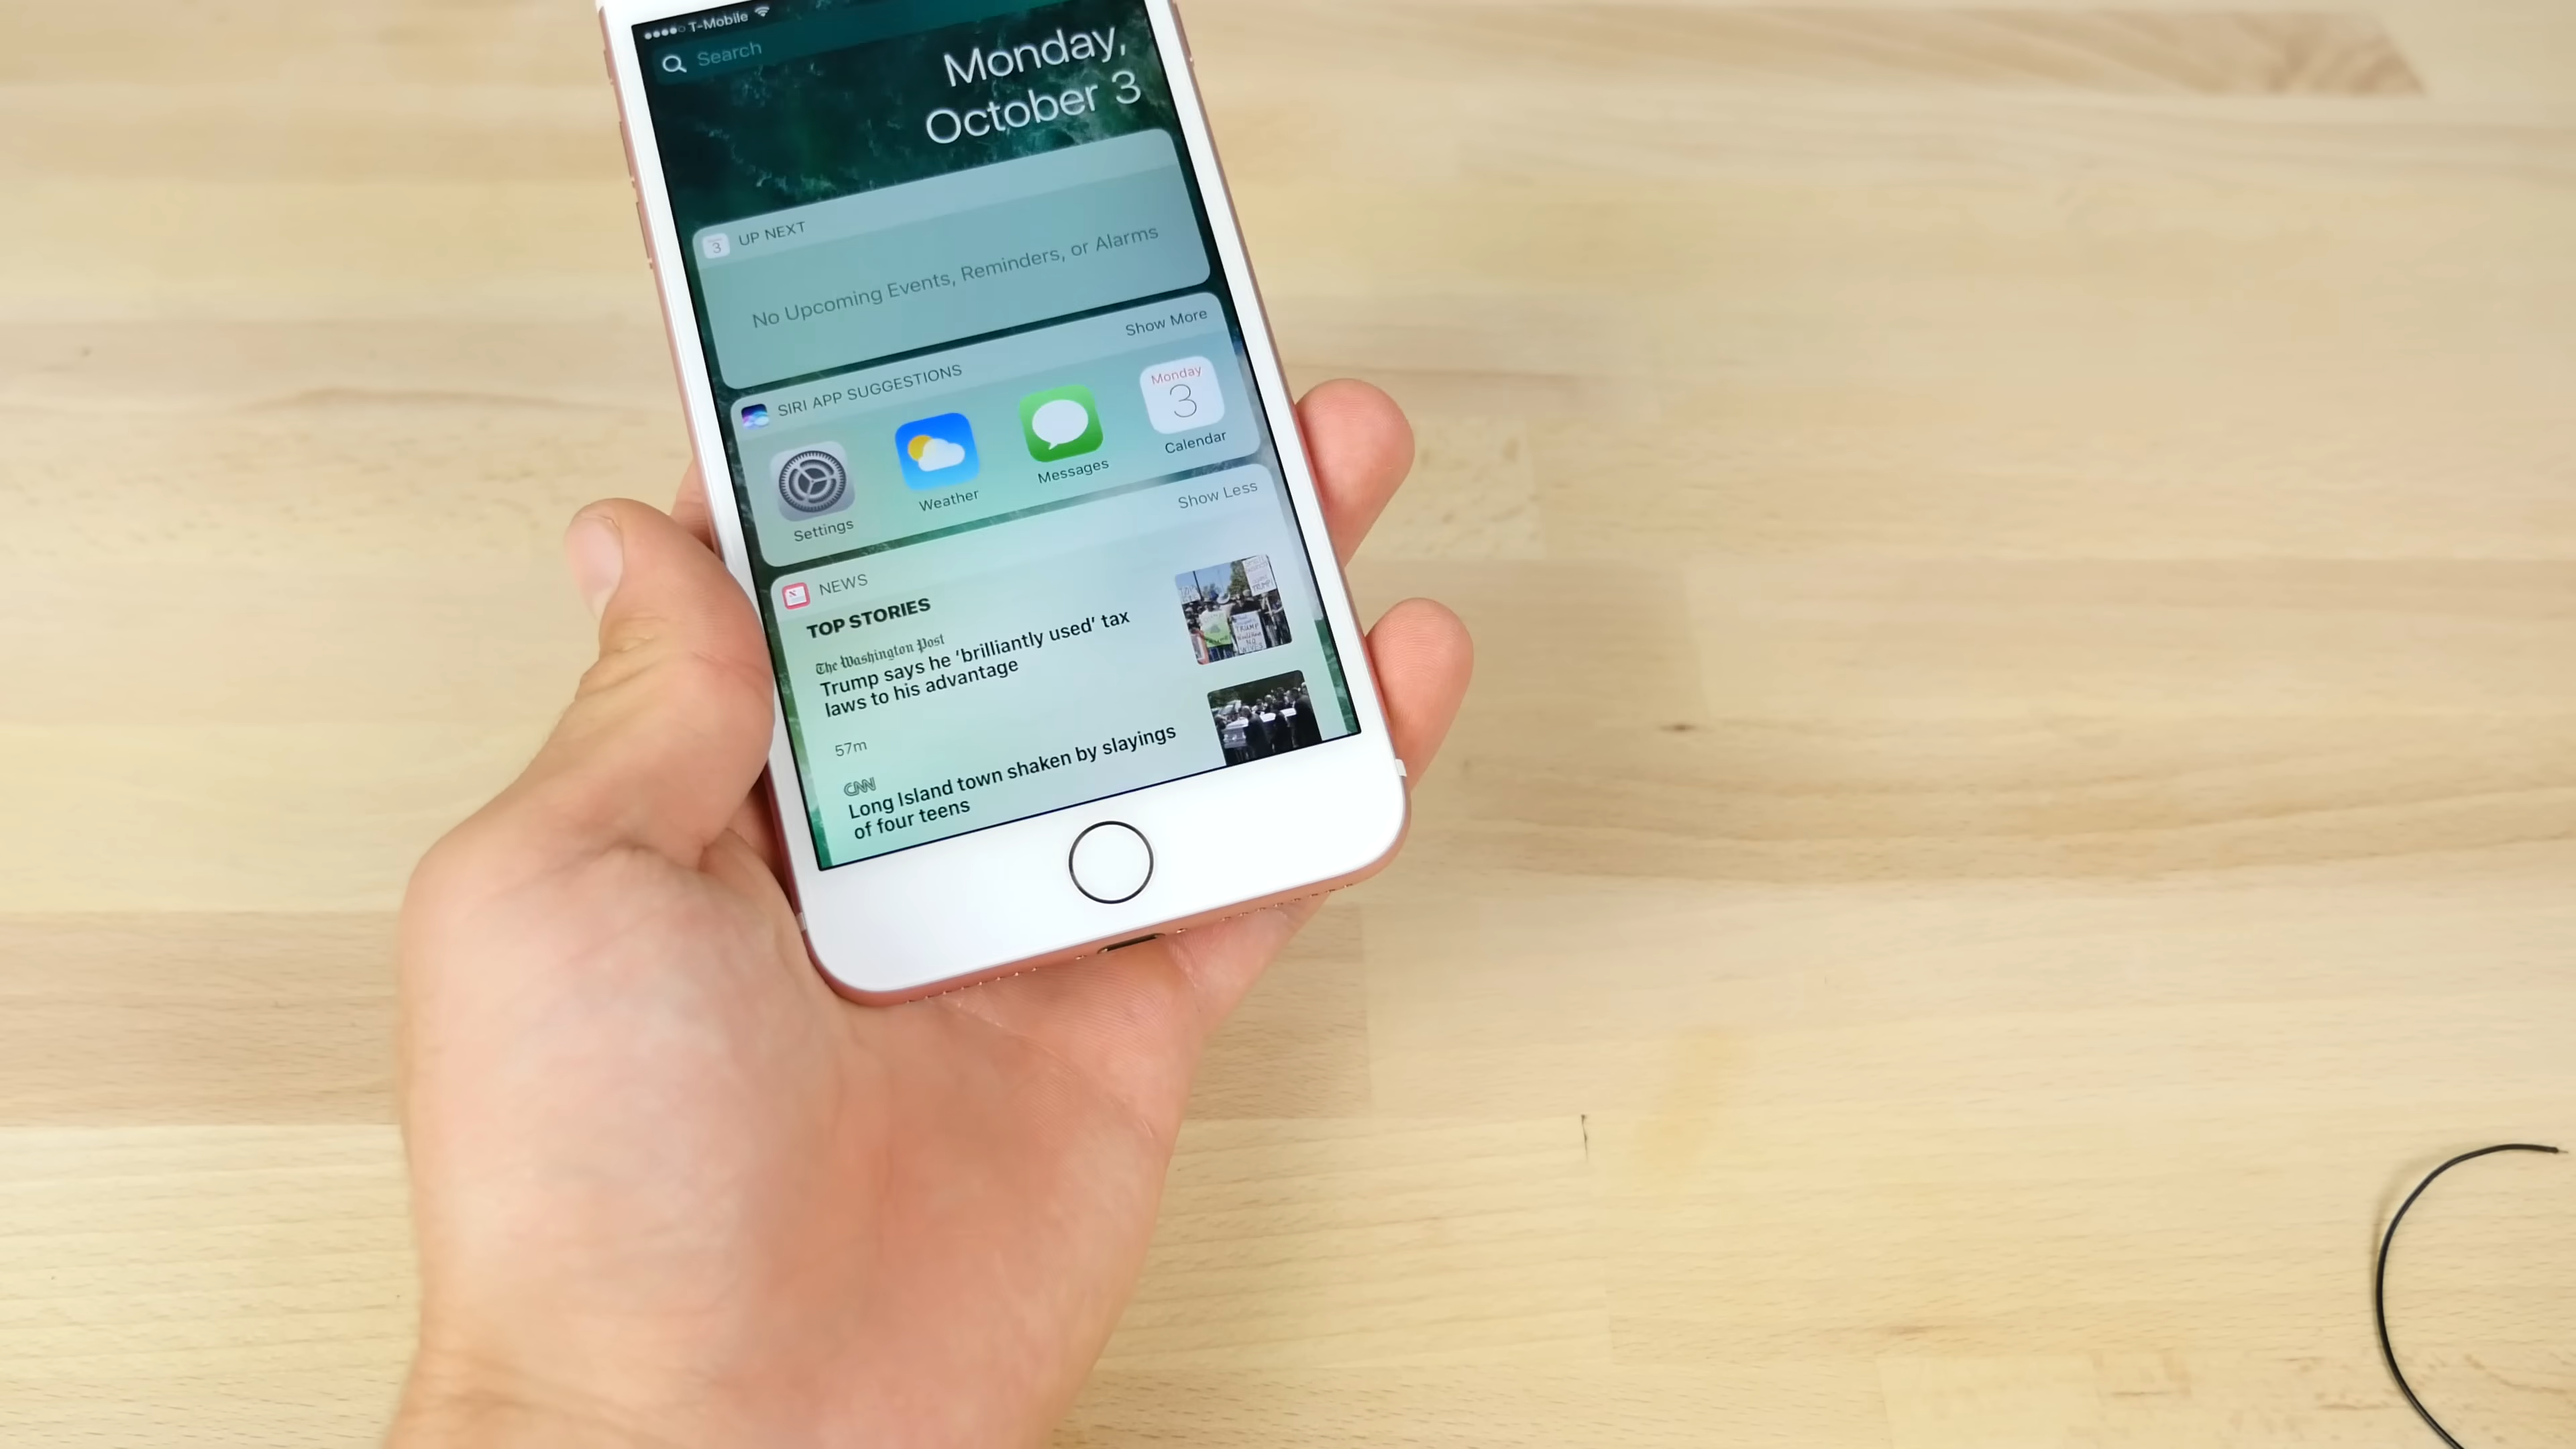 T-Mobile
Search
Monday,
October 3
3
UP NEXT
No Upcoming Events, Reminders, or Alarms
SIRI APP SUGGESTIONS
Show More
Monday
3
Settings
Weather
Messages
Calendar
NEWS
Show Less
TOP STORIES
The Washington Post
Trump says he 'brilliantly used' tax
laws to his advantage
57m
TRUMP
CNN
Long Island town shaken by slayings
of four teens